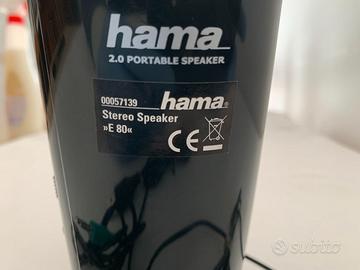 hama
2.0 PORTABLE SPEAKER
00057139 hama®
Stereo Speaker
»E 80«
CE
subito